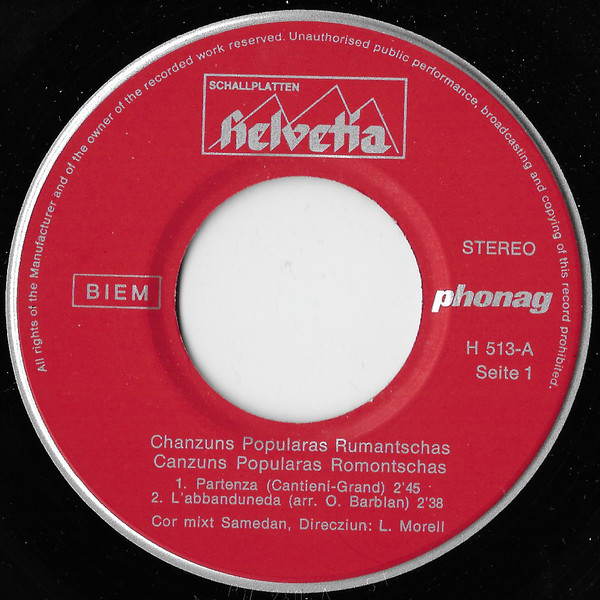 All rights of the Manufacturer and of the owner of the recorded work reserved. Unauthorised public performance, broadcasting and copying of this record prohibited.
SCHALLPLATTEN
Helvetia
STEREO
BIEM
phonag
H 513-A
Seite 1
Chanzuns Popularas Rumantschas
Canzuns Popularas Romontschas
1. Partenza (Cantieni-Grand) 2'45
2. L'abbanduneda (arr. O. Barblan) 2'38
Cor mixt Samedan, Direcziun: L. Morell